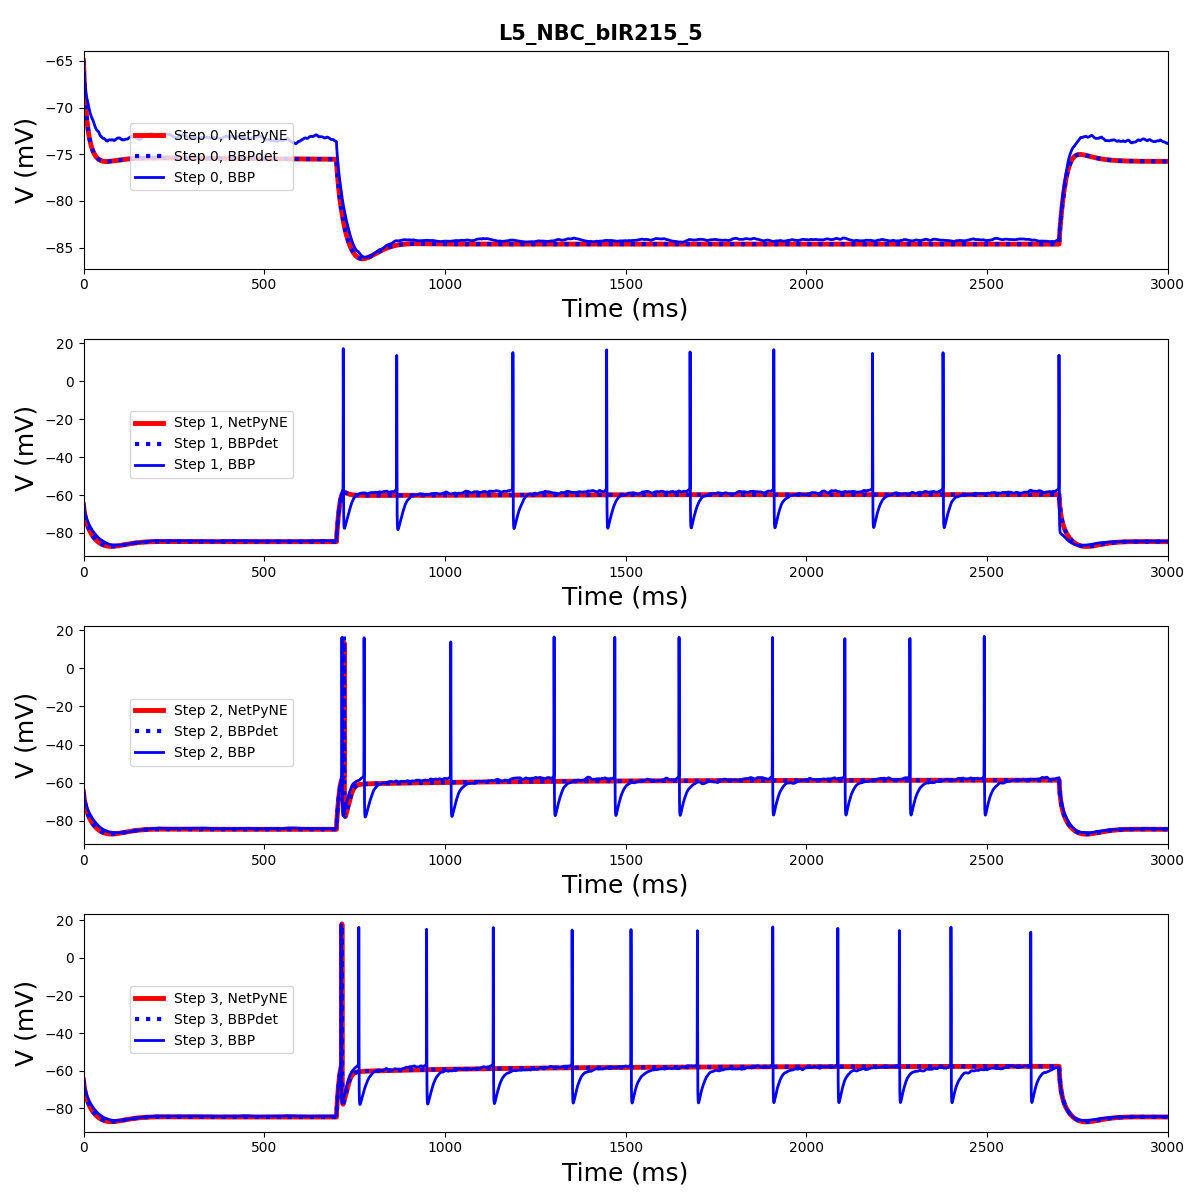 L5_NBC_bIR215_5
−65
−70
−75
−80
−85
V (mV)
Step 0, NetPyNE
Step 0, BBPdet
Step 0, BBP
0 500 1000 1500 2000 2500 3000
Time (ms)
20
0
−20
−40
−60
−80
V (mV)
Step 1, NetPyNE
Step 1, BBPdet
Step 1, BBP
0 500 1000 1500 2000 2500 3000
Time (ms)
20
0
−20
−40
−60
−80
V (mV)
Step 2, NetPyNE
Step 2, BBPdet
Step 2, BBP
0 500 1000 1500 2000 2500 3000
Time (ms)
20
0
−20
−40
−60
−80
V (mV)
Step 3, NetPyNE
Step 3, BBPdet
Step 3, BBP
0 500 1000 1500 2000 2500 3000
Time (ms)